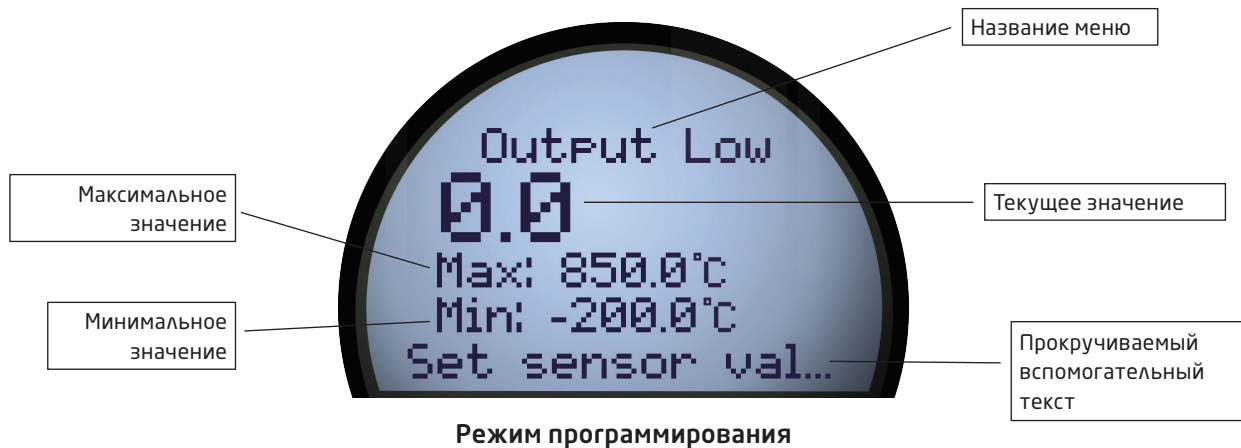 Название меню
Output Low
Максимальное
значение
0.0
Текущее значение
Max: 850.0°C
Min: -200.0°C
Минимальное
значение
Set sensor val...
Прокручиваемый
вспомогательный
текст
Режим программирования